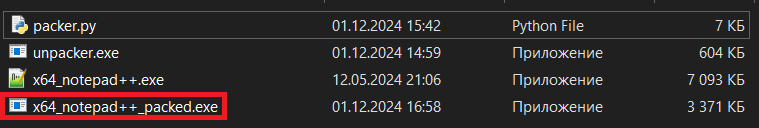 packer.py 01.12.2024 15:42 Python File 7 КБ
unpacker.exe 01.12.2024 14:59 Приложение 604 КБ
x64_notepad++.exe 12.05.2024 21:06 Приложение 7 093 КБ
x64_notepad++_packed.exe 01.12.2024 16:58 Приложение 3 371 КБ